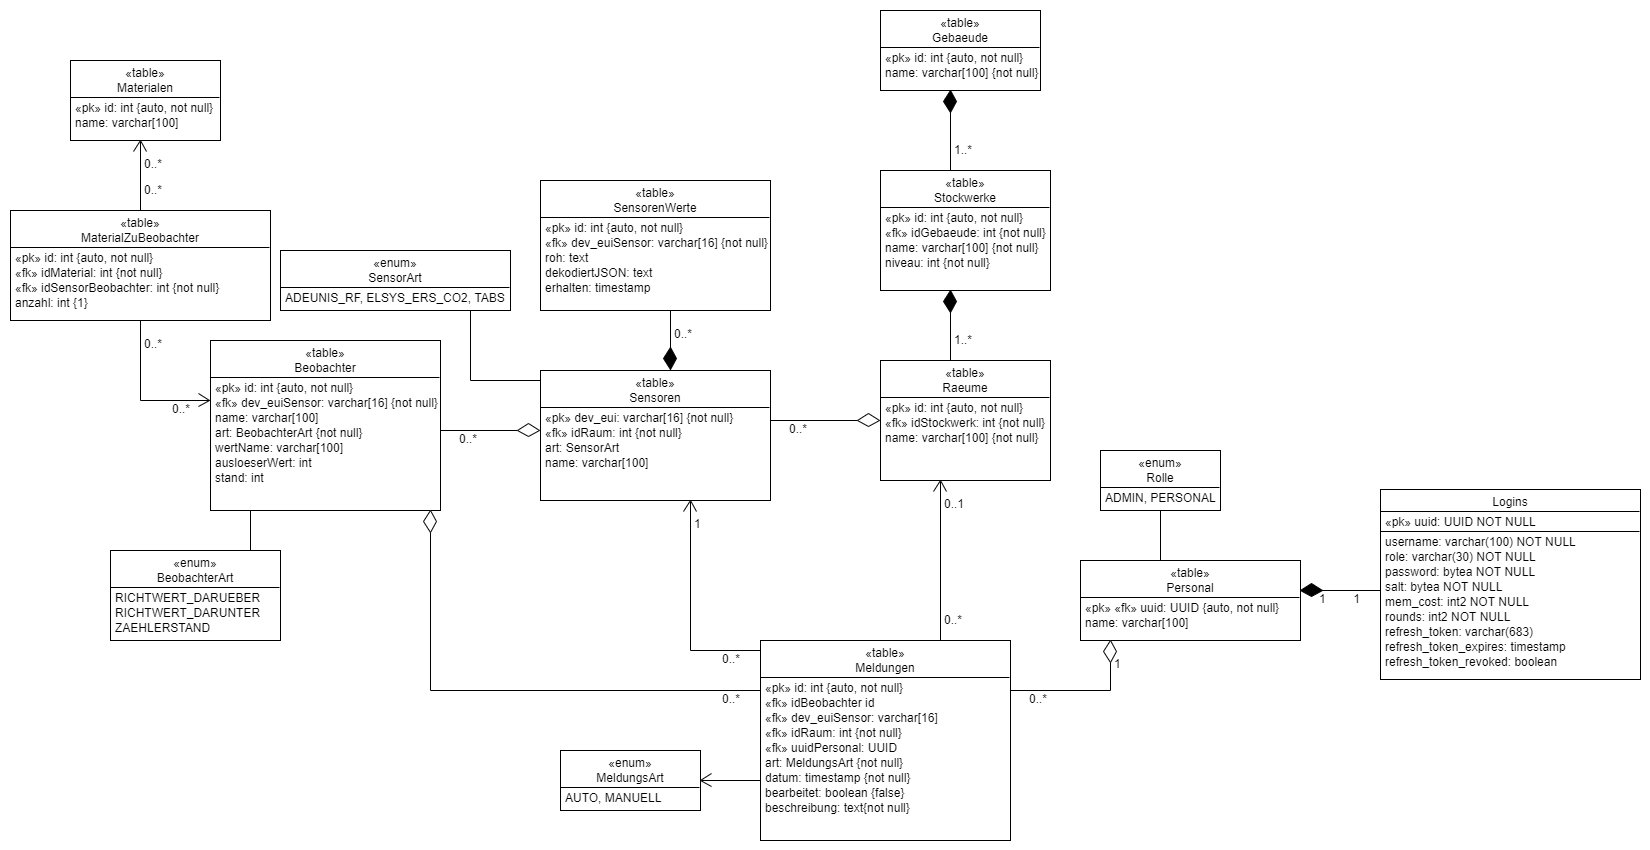 «table»
Gebaeude
«pk» id: int {auto, not null}
name: varchar[100] {not null}
1..*
«table»
Materialen
«pk» id: int {auto, not null}
name: varchar[100]
0..*
0..*
«table»
MaterialZuBeobachter
«pk» id: int {auto, not null}
«fk» idMaterial: int {not null}
«fk» idSensorBeobachter: int {not null}
anzahl: int {1}
0..*
0..*
«enum»
SensorArt
ADEUNIS_RF, ELSYS_ERS_CO2, TABS
«table»
SensorenWerte
«pk» id: int {auto, not null}
«fk» dev_euiSensor: varchar[16] {not null}
roh: text
dekodiertJSON: text
erhalten: timestamp
0..*
«table»
Stockwerke
«pk» id: int {auto, not null}
«fk» idGebaeude: int {not null}
name: varchar[100] {not null}
niveau: int {not null}
1..*
«table»
Beobachter
«pk» id: int {auto, not null}
«fk» dev_euiSensor: varchar[16] {not null}
name: varchar[100]
art: BeobachterArt {not null}
wertName: varchar[100]
ausloeserWert: int
stand: int
0..*
«table»
Sensoren
«pk» dev_eui: varchar[16] {not null}
«fk» idRaum: int {not null}
art: SensorArt
name: varchar[100]
0..*
«table»
Raeume
«pk» id: int {auto, not null}
«fk» idStockwerk: int {not null}
name: varchar[100] {not null}
1
0..1
«enum»
BeobachterArt
RICHTWERT_DARUEBER
RICHTWERT_DARUNTER
ZAEHLERSTAND
«enum»
Rolle
ADMIN, PERSONAL
«table»
Personal
«pk» «fk» uuid: UUID {auto, not null}
name: varchar[100]
1
1
Logins
«pk» uuid: UUID NOT NULL
username: varchar(100) NOT NULL
role: varchar(30) NOT NULL
password: bytea NOT NULL
salt: bytea NOT NULL
mem_cost: int2 NOT NULL
rounds: int2 NOT NULL
refresh_token: varchar(683)
refresh_token_expires: timestamp
refresh_token_revoked: boolean
0..*
0..*
0..*
1
0..*
«table»
Meldungen
«pk» id: int {auto, not null}
«fk» idBeobachter id
«fk» dev_euiSensor: varchar[16]
«fk» idRaum: int {not null}
«fk» uuidPersonal: UUID
art: MeldungsArt {not null}
datum: timestamp {not null}
bearbeitet: boolean {false}
beschreibung: text{not null}
«enum»
MeldungsArt
AUTO, MANUELL